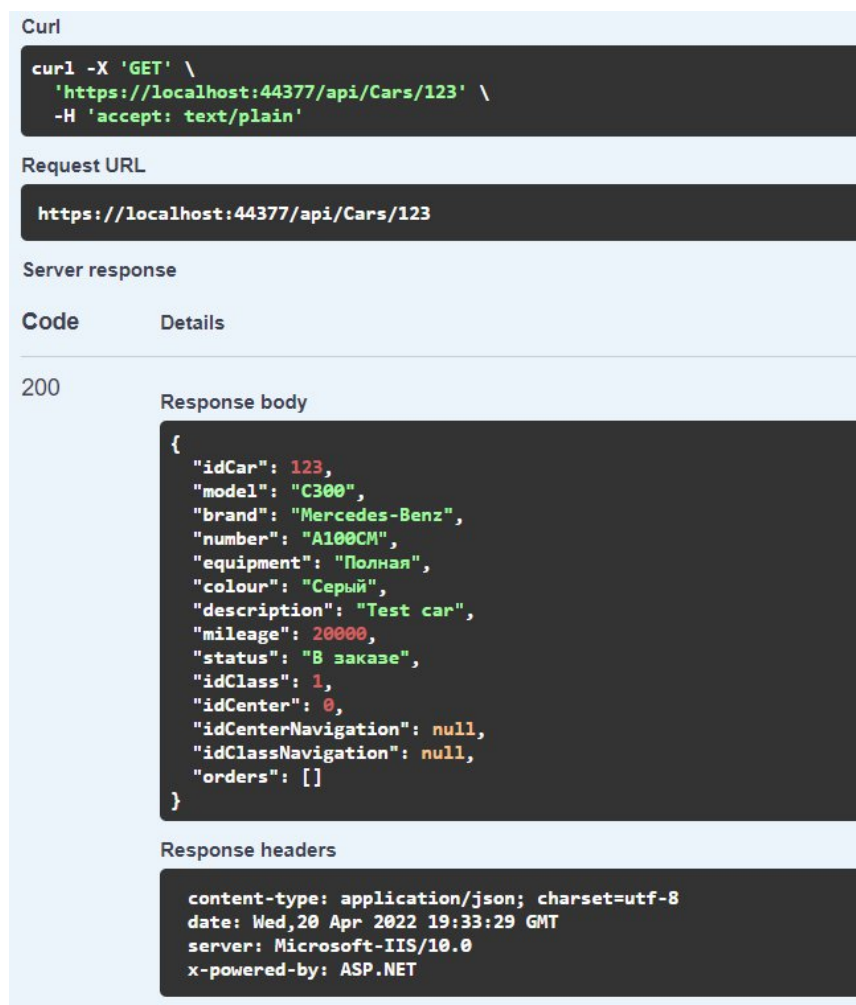 Curl
curl -X 'GET' \
  'https://localhost:44377/api/Cars/123' \
  -H 'accept: text/plain'
Request URL
https://localhost:44377/api/Cars/123
Server response
Code Details
200
Response body
{
  "idCar": 123,
  "model": "C300",
  "brand": "Mercedes-Benz",
  "number": "A100CM",
  "equipment": "Полная",
  "colour": "Серый",
  "description": "Test car",
  "mileage": 20000,
  "status": "В заказе",
  "idClass": 1,
  "idCenter": 0,
  "idCenterNavigation": null,
  "idClassNavigation": null,
  "orders": []
}
Response headers
content-type: application/json; charset=utf-8
date: Wed,20 Apr 2022 19:33:29 GMT
server: Microsoft-IIS/10.0
x-powered-by: ASP.NET